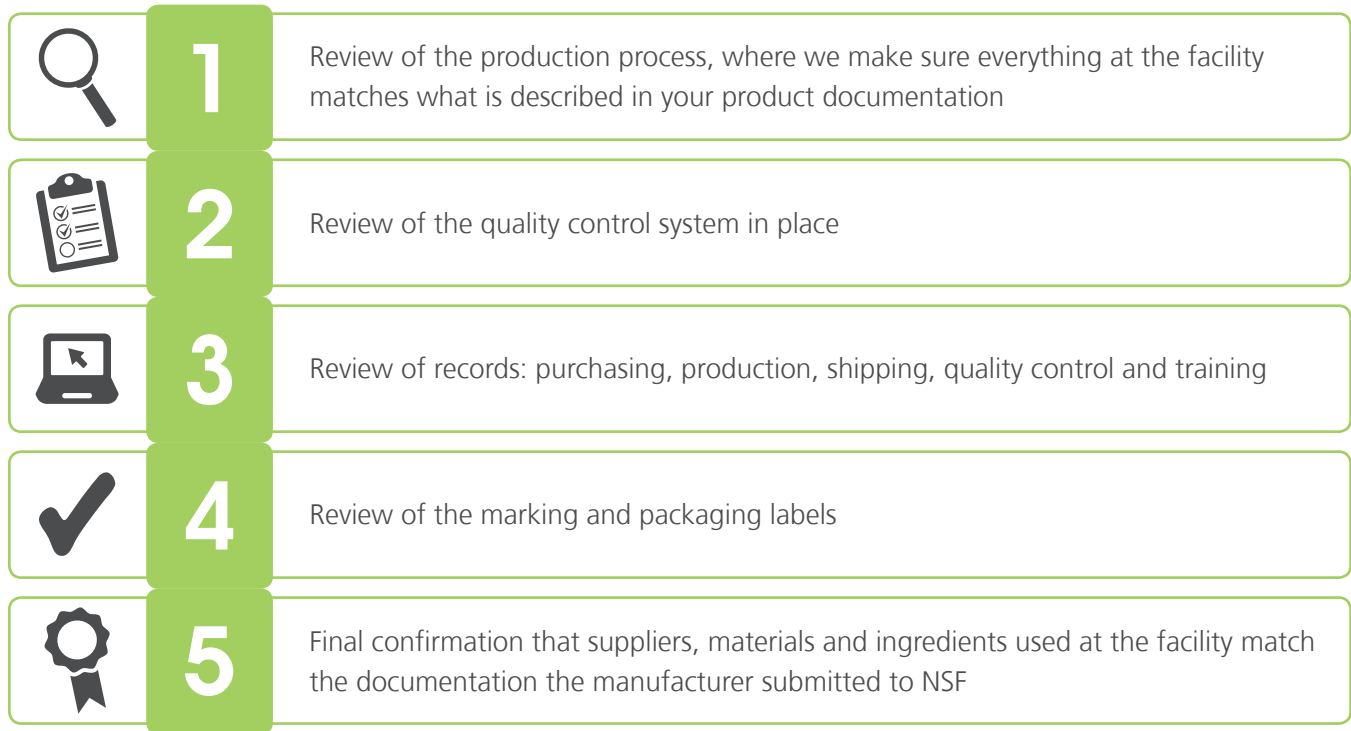 1
Review of the production process, where we make sure everything at the facility
matches what is described in your product documentation
2
Review of the quality control system in place
3
Review of records: purchasing, production, shipping, quality control and training
4
Review of the marking and packaging labels
5
Final confirmation that suppliers, materials and ingredients used at the facility match
the documentation the manufacturer submitted to NSF